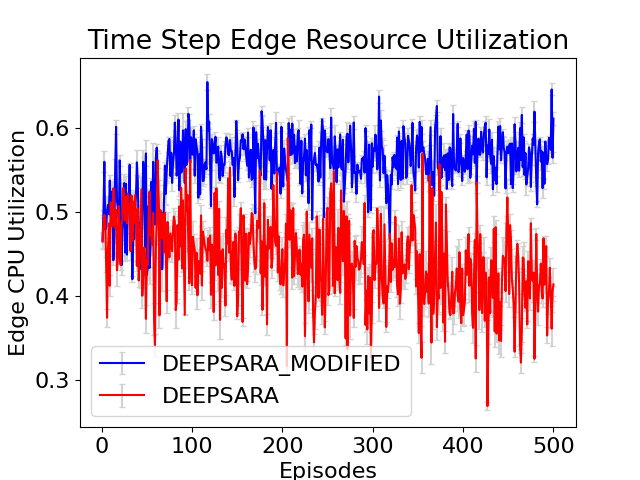 Time Step Edge Resource Utilization
Edge CPU Utilization
0.6
0.5
0.4
0.3
DEEPSARA_MODIFIED
DEEPSARA
0 100 200 300 400 500
Episodes